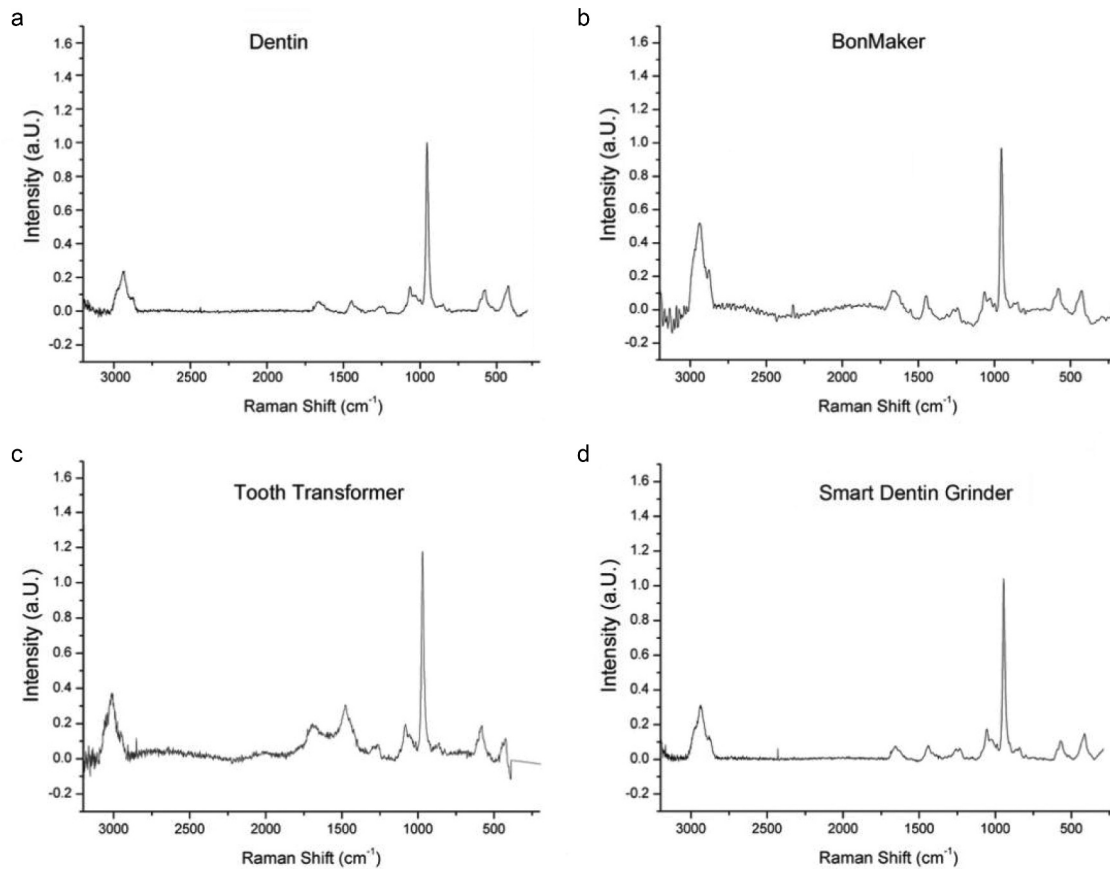 a
Dentin
1.6
1.4
1.2
1.0
0.8
0.6
0.4
0.2
0.0
-0.2
Intensity (a.U.)
3000 2500 2000 1500 1000 500
Raman Shift (cm⁻¹)
b
BonMaker
1.6
1.4
1.2
1.0
0.8
0.6
0.4
0.2
0.0
-0.2
Intensity (a.U.)
3000 2500 2000 1500 1000 500
Raman Shift (cm⁻¹)
c
Tooth Transformer
1.6
1.4
1.2
1.0
0.8
0.6
0.4
0.2
0.0
-0.2
Intensity (a.U.)
3000 2500 2000 1500 1000 500
Raman Shift (cm⁻¹)
d
Smart Dentin Grinder
1.6
1.4
1.2
1.0
0.8
0.6
0.4
0.2
0.0
-0.2
Intensity (a.U.)
3000 2500 2000 1500 1000 500
Raman Shift (cm⁻¹)